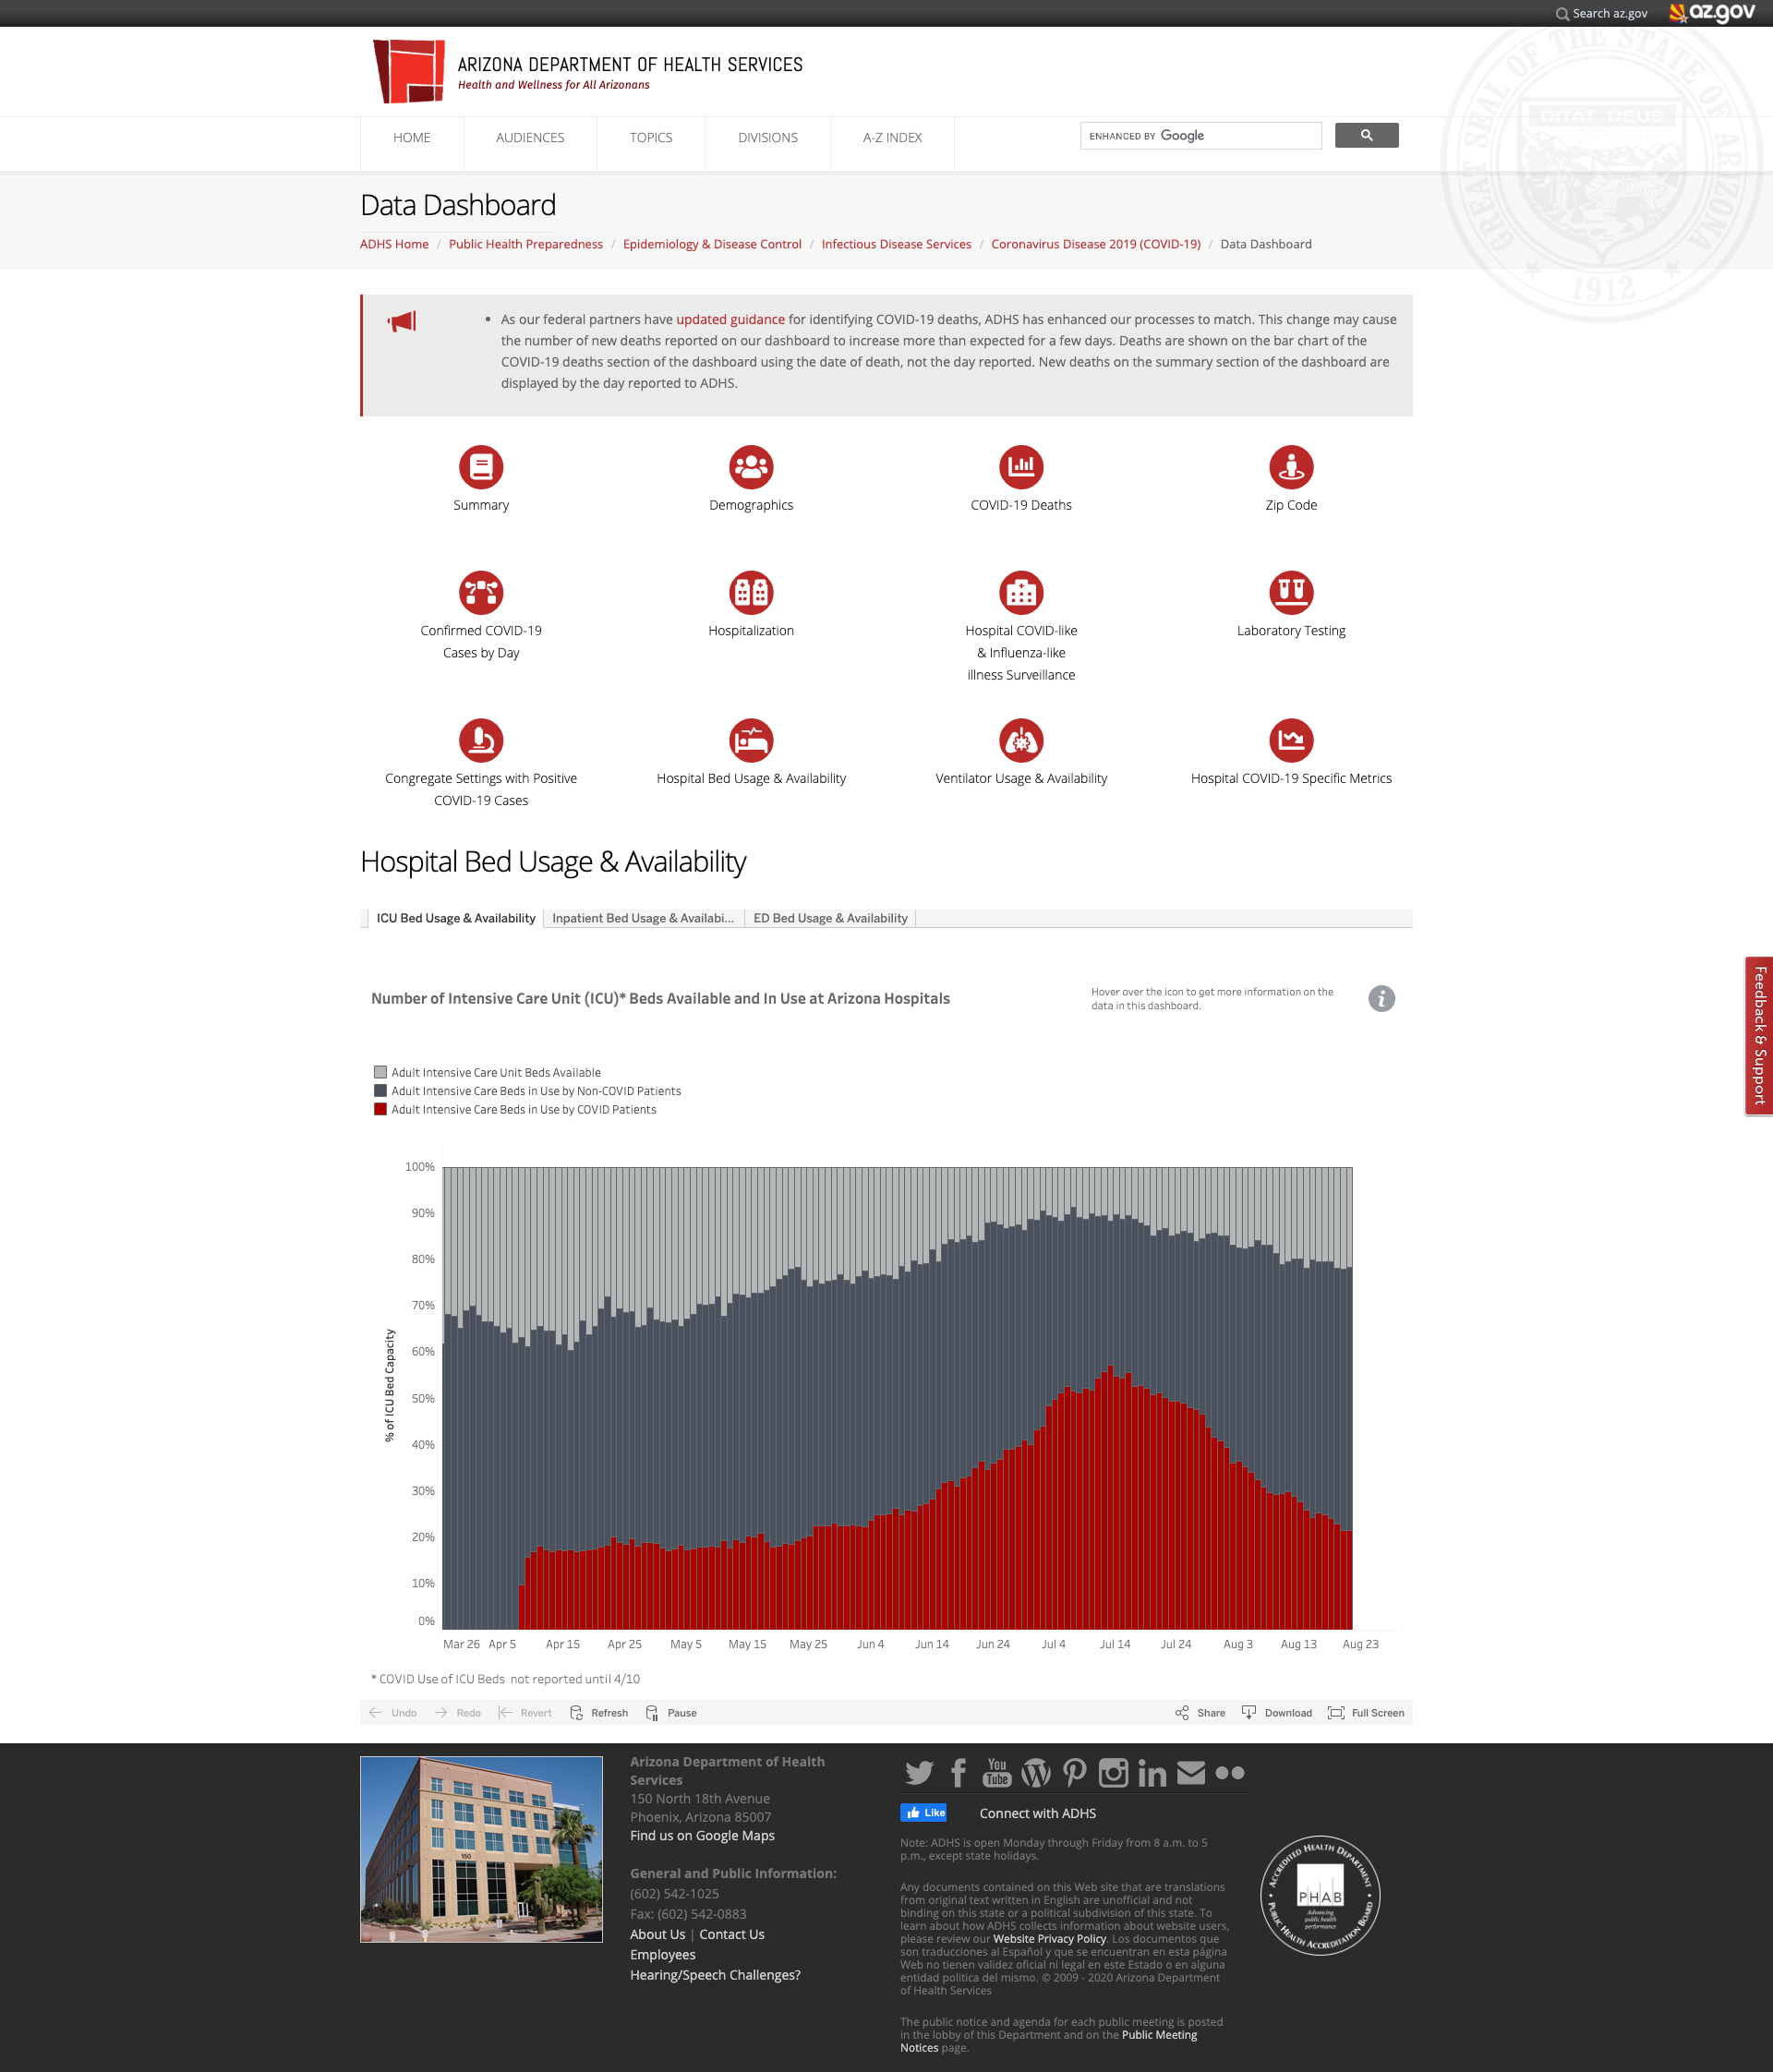 Search az.gov
az.gov
GREAT SEAL OF THE STATE OF ARIZONA
DITAT DEUS
1912
ARIZONA DEPARTMENT OF HEALTH SERVICES
Health and Wellness for All Arizonans
HOME
AUDIENCES
TOPICS
DIVISIONS
A-Z INDEX
ENHANCED BY Google
Data Dashboard
ADHS Home / Public Health Preparedness / Epidemiology & Disease Control / Infectious Disease Services / Coronavirus Disease 2019 (COVID-19) / Data Dashboard
• As our federal partners have updated guidance for identifying COVID-19 deaths, ADHS has enhanced our processes to match. This change may cause
the number of new deaths reported on our dashboard to increase more than expected for a few days. Deaths are shown on the bar chart of the
COVID-19 deaths section of the dashboard using the date of death, not the day reported. New deaths on the summary section of the dashboard are
displayed by the day reported to ADHS.
Summary
Demographics
COVID-19 Deaths
Zip Code
Confirmed COVID-19
Cases by Day
Hospitalization
Hospital COVID-like
& Influenza-like
illness Surveillance
Laboratory Testing
Congregate Settings with Positive
COVID-19 Cases
Hospital Bed Usage & Availability
Ventilator Usage & Availability
Hospital COVID-19 Specific Metrics
Hospital Bed Usage & Availability
ICU Bed Usage & Availability
Inpatient Bed Usage & Availabi...
ED Bed Usage & Availability
Feedback & Support
Number of Intensive Care Unit (ICU)* Beds Available and In Use at Arizona Hospitals
Hover over the icon to get more information on the
data in this dashboard.
Adult Intensive Care Unit Beds Available
Adult Intensive Care Beds in Use by Non-COVID Patients
Adult Intensive Care Beds in Use by COVID Patients
% of ICU Bed Capacity
100%
90%
80%
70%
60%
50%
40%
30%
20%
10%
0%
Mar 26 Apr 5 Apr 15 Apr 25 May 5 May 15 May 25 Jun 4 Jun 14 Jun 24 Jul 4 Jul 14 Jul 24 Aug 3 Aug 13 Aug 23
* COVID Use of ICU Beds not reported until 4/10
Undo
Redo
Revert
Refresh
Pause
Share
Download
Full Screen
150
Arizona Department of Health
Services
150 North 18th Avenue
Phoenix, Arizona 85007
Find us on Google Maps
General and Public Information:
(602) 542-1025
Fax: (602) 542-0883
About Us | Contact Us
Employees
Hearing/Speech Challenges?
You
Tube
Like
Connect with ADHS
Note: ADHS is open Monday through Friday from 8 a.m. to 5
p.m., except state holidays.
Any documents contained on this Web site that are translations
from original text written in English are unofficial and not
binding on this state or a political subdivision of this state. To
learn about how ADHS collects information about website users,
please review our Website Privacy Policy. Los documentos que
son traducciones al Español y que se encuentran en esta página
Web no tienen validez oficial ni legal en este Estado o en alguna
entidad politica del mismo. © 2009 - 2020 Arizona Department
of Health Services
The public notice and agenda for each public meeting is posted
in the lobby of this Department and on the Public Meeting
Notices page.
ACCREDITED HEALTH DEPARTMENT
PHAB
Advancing
public health
performance
PUBLIC HEALTH ACCREDITATION BOARD